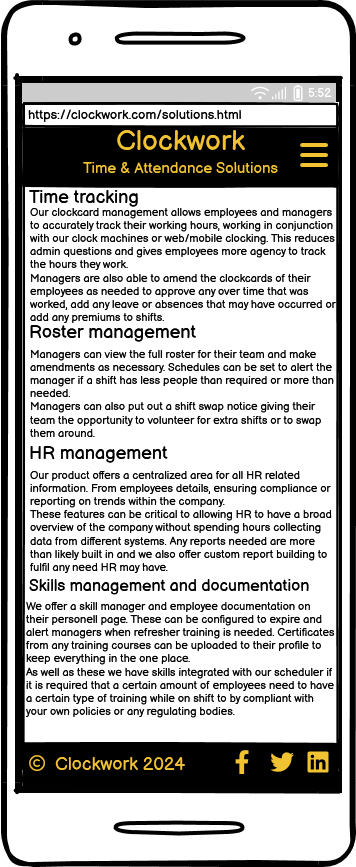 5:52
https://clockwork.com/solutions.html
Clockwork
Time & Attendance Solutions
Time tracking
Our clockcard management allows employees and managers
to accurately track their working hours, working in conjunction
with our clock machines or web/mobile clocking. This reduces
admin questions and gives employees more agency to track
the hours they work.
Managers are also able to amend the clockcards of their
employees as needed to approve any over time that was
worked, add any leave or absences that may have occurred or
add any premiums to shifts.
Roster management
Managers can view the full roster for their team and make
amendments as necessary. Schedules can be set to alert the
manager if a shift has less people than required or more than
needed.
Managers can also put out a shift swap notice giving their
team the opportunity to volunteer for extra shifts or to swap
them around.
HR management
Our product offers a centralized area for all HR related
information. From employees details, ensuring compliance or
reporting on trends within the company.
These features can be critical to allowing HR to have a broad
overview of the company without spending hours collecting
data from different systems. Any reports needed are more
than likely built in and we also offer custom report building to
fulfil any need HR may have.
Skills management and documentation
We offer a skill manager and employee documentation on
their personell page. These can be configured to expire and
alert managers when refresher training is needed. Certificates
from any training courses can be uploaded to their profile to
keep everything in the one place.
As well as these we have skills integrated with our scheduler if
it is required that a certain amount of employees need to have
a certain type of training while on shift to by compliant with
your own policies or any regulating bodies.
© Clockwork 2024